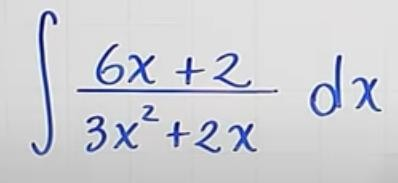 ∫ (6x + 2)/(3x² + 2x) dx